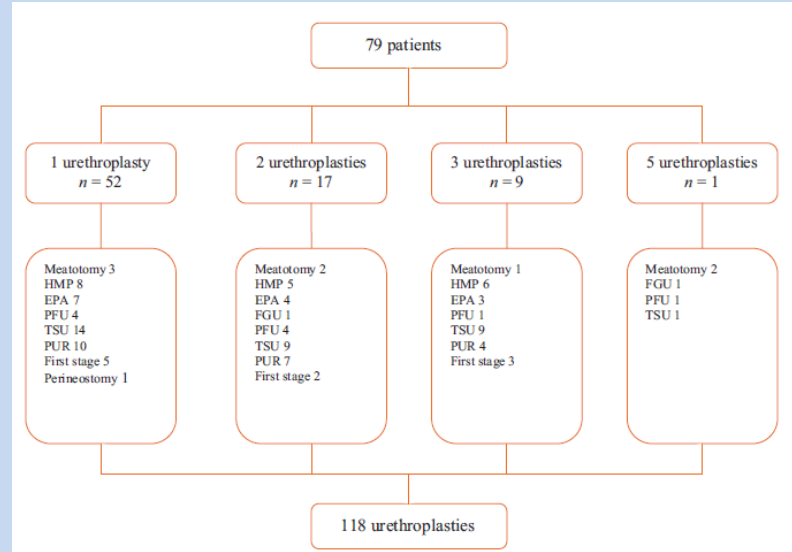 79 patients
1 urethroplasty
n = 52
2 urethroplasties
n = 17
3 urethroplasties
n = 9
5 urethroplasties
n = 1
Meatotomy 3
HMP 8
EPA 7
PFU 4
TSU 14
PUR 10
First stage 5
Perineostomy 1
Meatotomy 2
HMP 5
EPA 4
FGU 1
PFU 4
TSU 9
PUR 7
First stage 2
Meatotomy 1
HMP 6
EPA 3
PFU 1
TSU 9
PUR 4
First stage 3
Meatotomy 2
FGU 1
PFU 1
TSU 1
118 urethroplasties